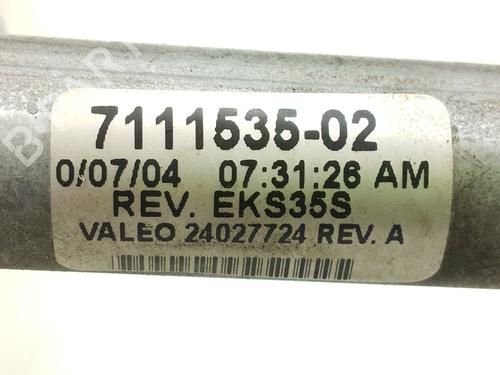 7111535-02
0/07/04 07:31:26 AM
REV. EKS35S
VALEO 24027724 REV. A